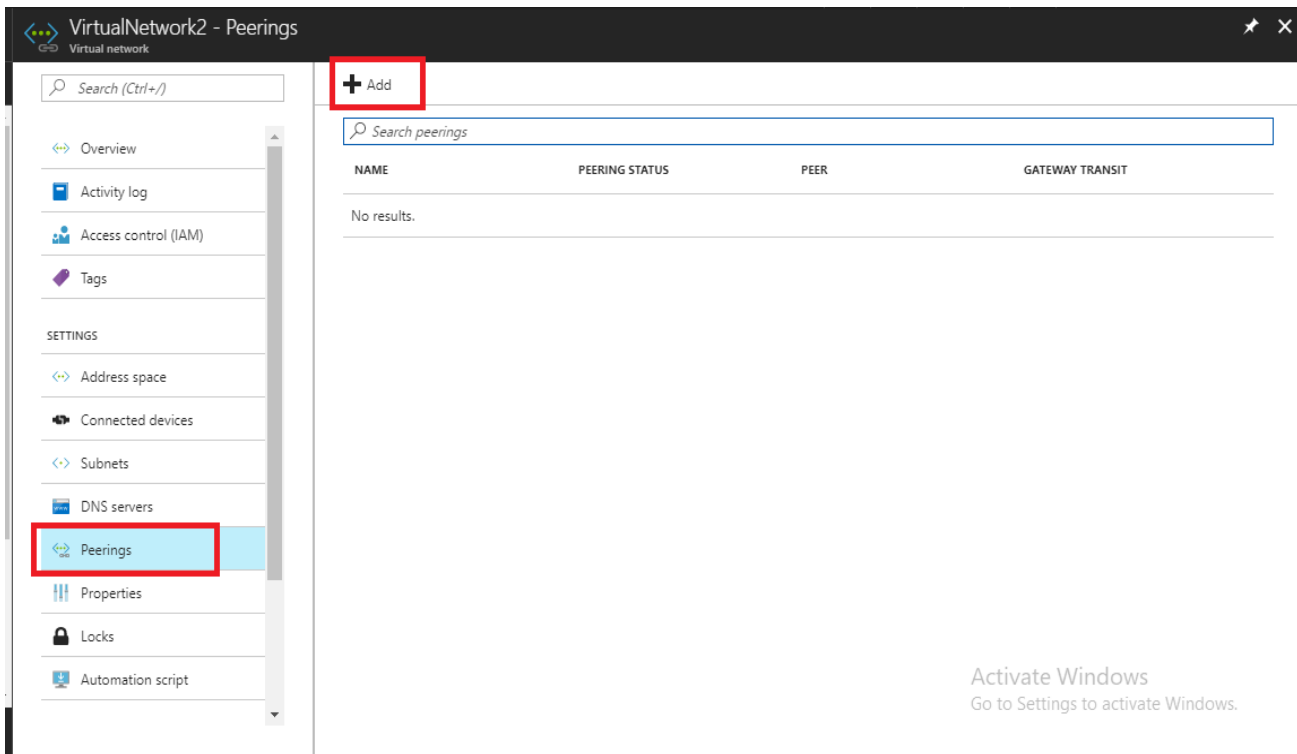 VirtualNetwork2 - Peerings
Virtual network
Search (Ctrl+/)
Overview
Activity log
Access control (IAM)
Tags
SETTINGS
Address space
Connected devices
Subnets
DNS servers
Peerings
Properties
Locks
Automation script
Add
Search peerings
NAME PEERING STATUS PEER GATEWAY TRANSIT
No results.
Activate Windows
Go to Settings to activate Windows.